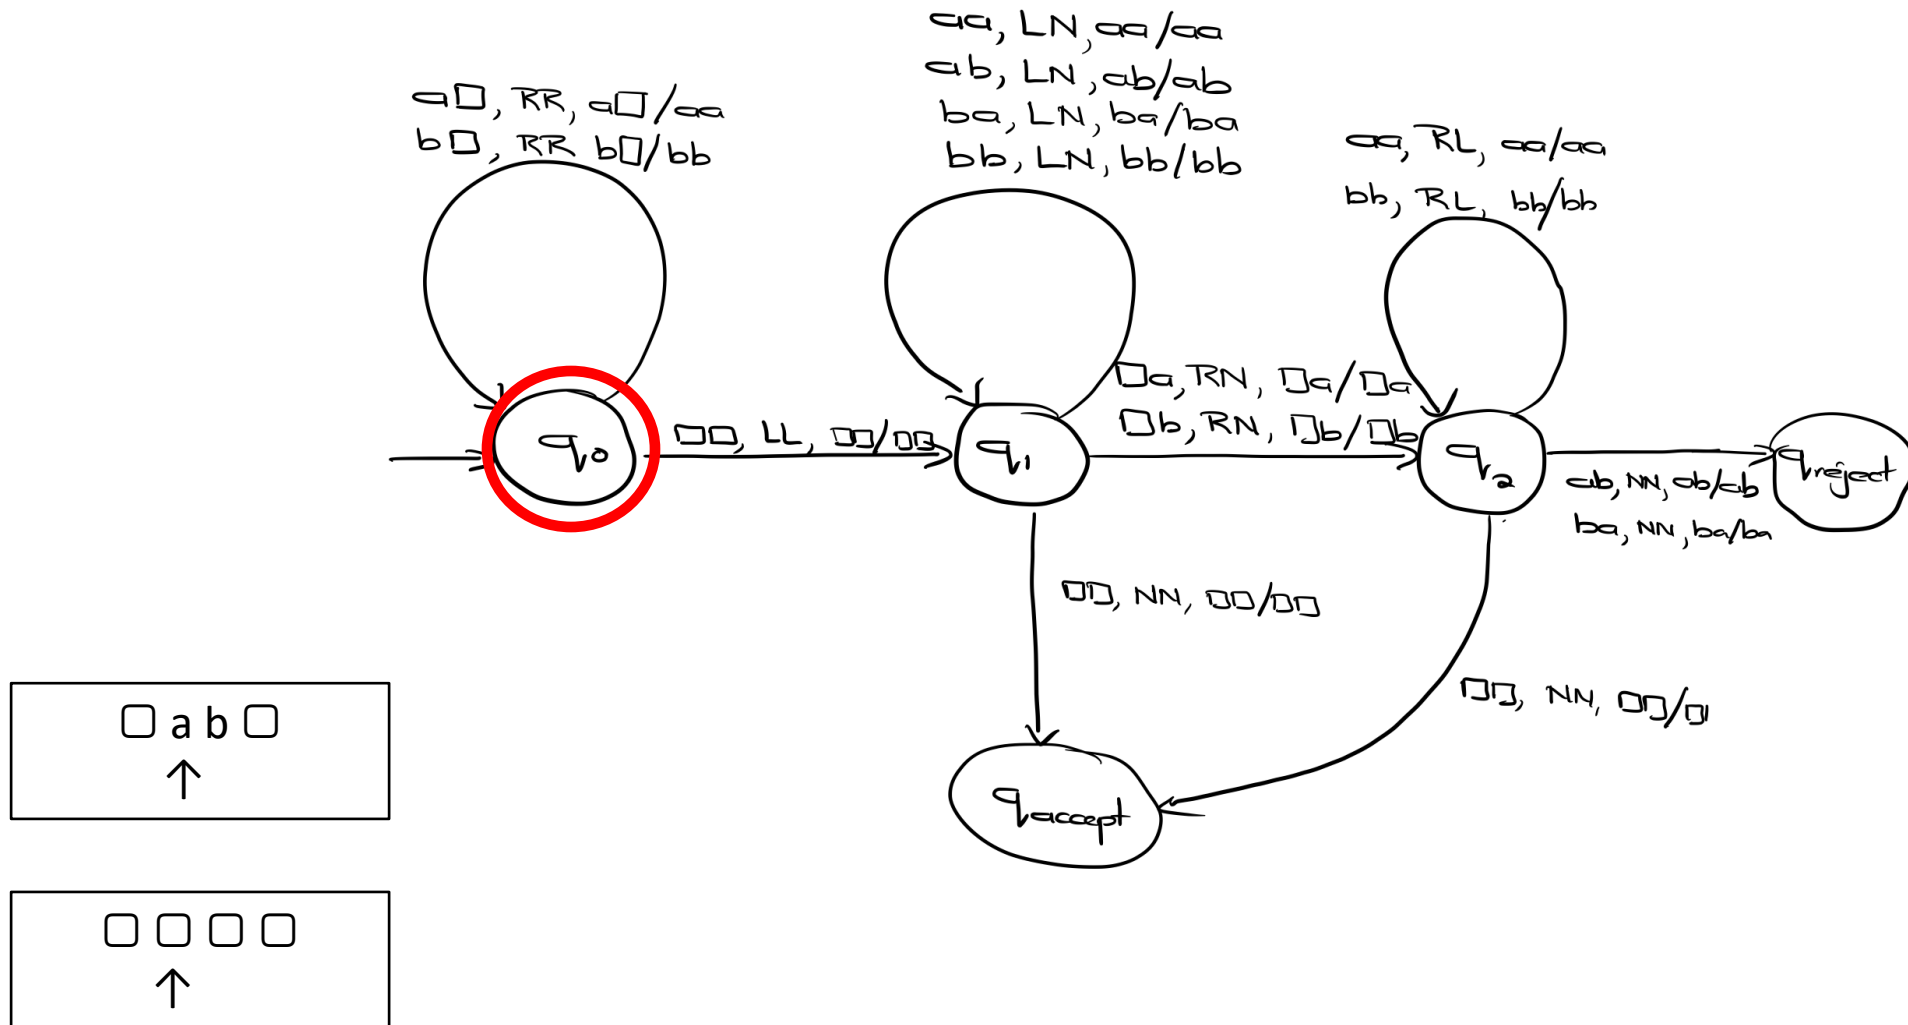 aa, LN, aa/aa
ab, LN, ab/ab
ba, LN, ba/ba
bb, LN, bb/bb
a□, RR, a□/aa
b□, RR b□/bb
aa, RL, aa/aa
bb, RL, bb/bb
□a, RN, □a/□a
□b, RN, □b/□b
q0
□□, LL, □□/□□
q1
q2
qreject
ab, NN, ab/ab
ba, NN, ba/ba
□□, NN, □□/□□
□□, NN, □□/□
qaccept
□ a b □
↑
□ □ □ □
↑